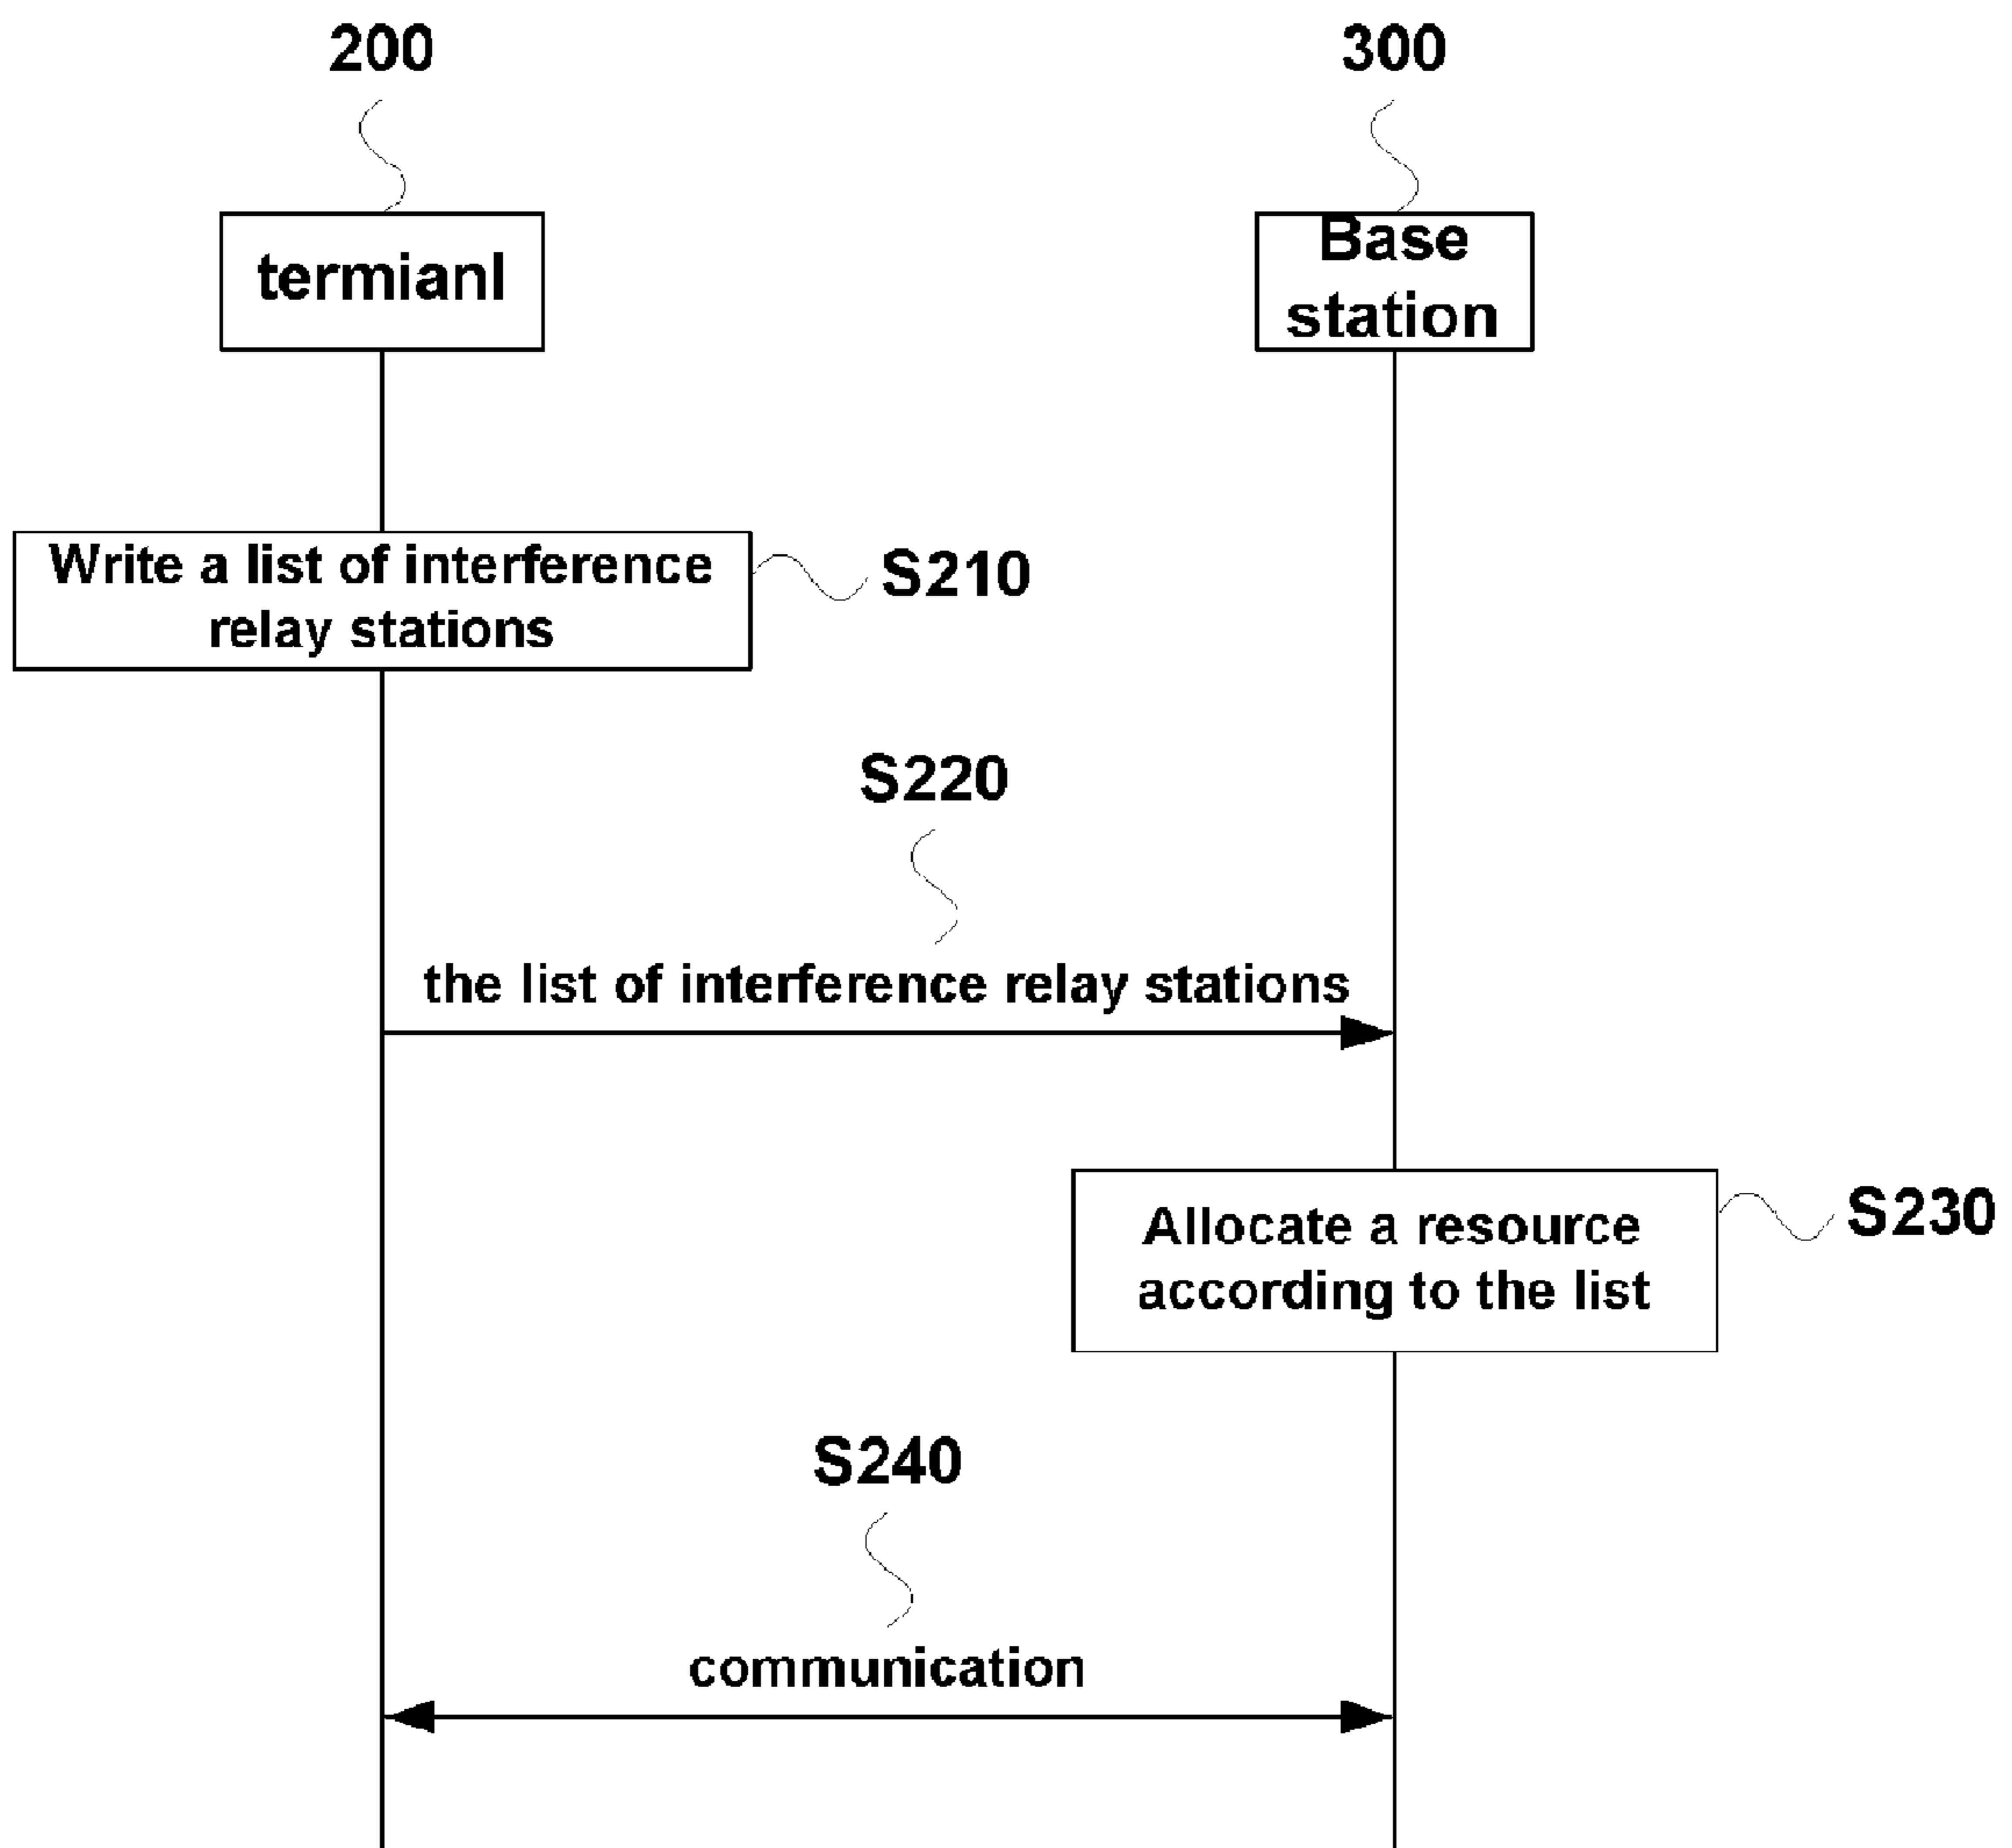 200
300
termianl
Base
station
Write a list of interference
relay stations
S210
S220
the list of interference relay stations
Allocate a resource
according to the list
S230
S240
communication